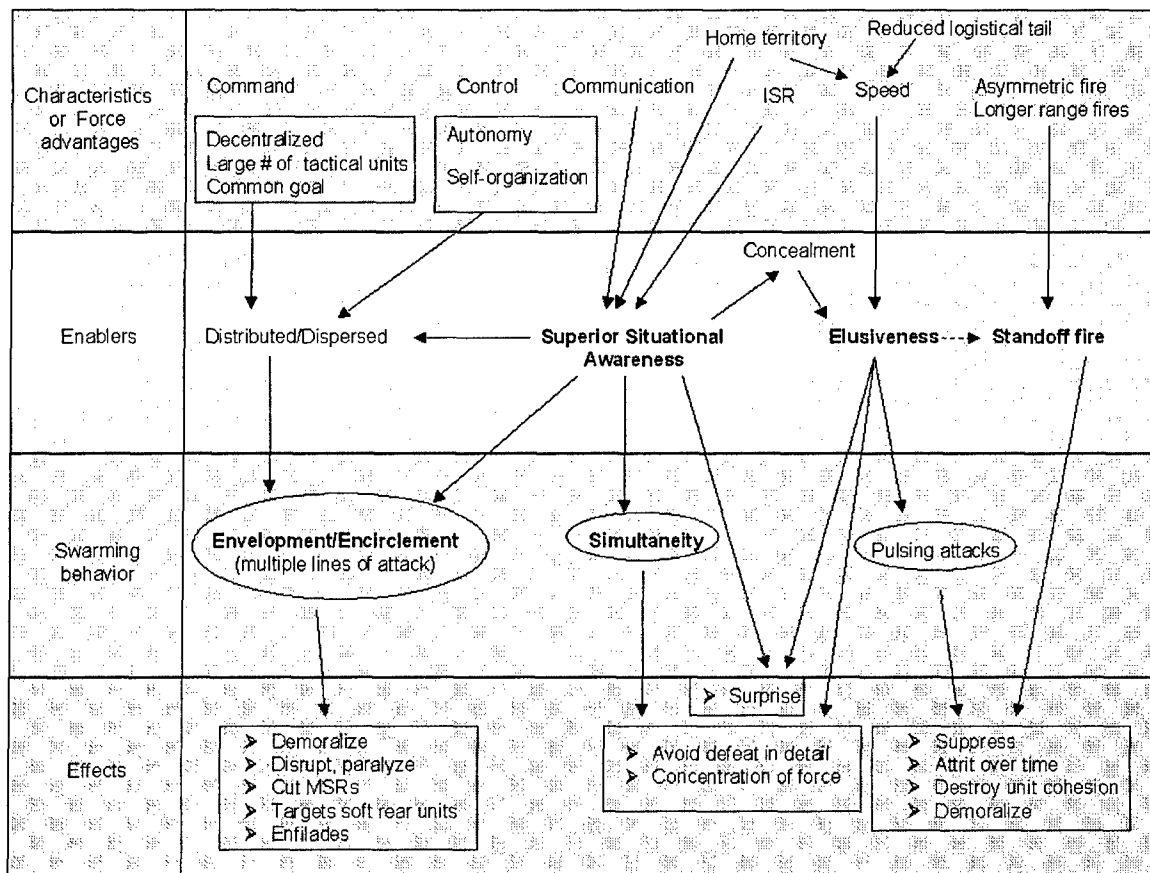 Characteristics
or Force
advantages
Command
Decentralized
Large # of tactical units
Common goal
Control
Autonomy
Self-organization
Communication
Home territory
ISR
Reduced logistical tail
Speed
Asymmetric fire
Longer range fires
Enablers
Distributed/Dispersed
Superior Situational
Awareness
Concealment
Elusiveness
Standoff fire
Swarming
behavior
Envelopment/Encirclement
(multiple lines of attack)
Simultaneity
Pulsing attacks
Effects
➢ Demoralize
➢ Disrupt, paralyze
➢ Cut MSRs
➢ Targets soft rear units
➢ Enfilades
➢ Surprise
➢ Avoid defeat in detail
➢ Concentration of force
➢ Suppress
➢ Attrit over time
➢ Destroy unit cohesion
➢ Demoralize